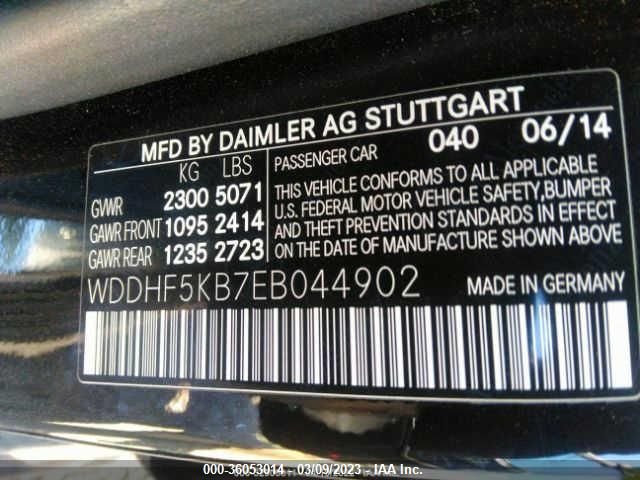 MFD BY DAIMLER AG STUTTGART
KG LBS
GVWR 2300 5071
GAWR FRONT 1095 2414
GAWR REAR 1235 2723
PASSENGER CAR 040 06/14
THIS VEHICLE CONFORMS TO ALL APPLICABLE
U.S. FEDERAL MOTOR VEHICLE SAFETY, BUMPER
AND THEFT PREVENTION STANDARDS IN EFFECT
ON THE DATE OF MANUFACTURE SHOWN ABOVE
WDDHF5KB7EB044902 MADE IN GERMANY
000-36053014 - 03/09/2023 - IAA Inc.